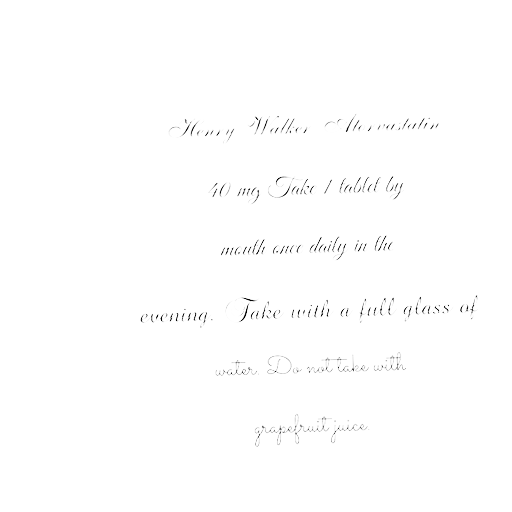 Henry Walker Atorvastatin
40 mg Take 1 tablet by
mouth once daily in the
evening. Take with a full glass of
water. Do not take with
grapefruit juice.